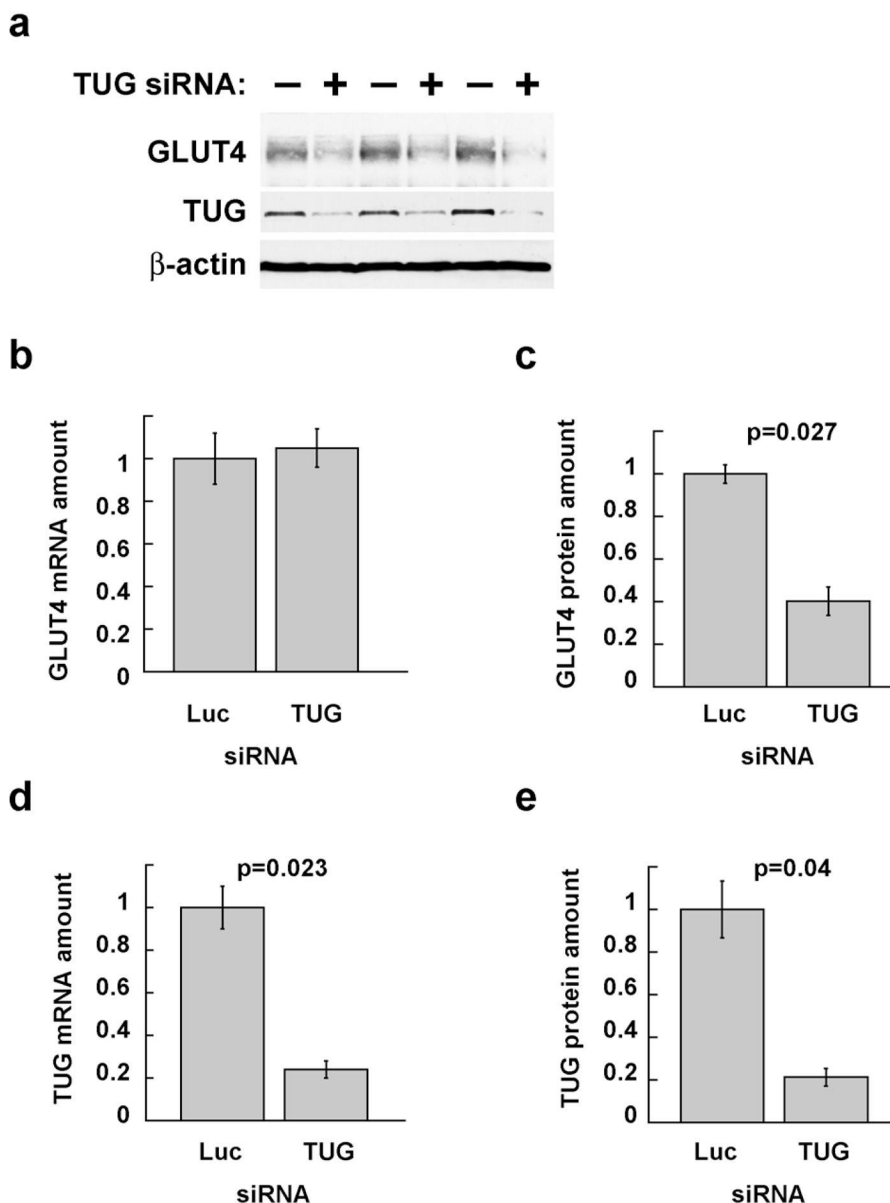 a
TUG siRNA: – + – + – +
GLUT4
TUG
β-actin
b
GLUT4 mRNA amount
1
0.8
0.6
0.4
0.2
0
Luc TUG
siRNA
c
GLUT4 protein amount
p=0.027
1
0.8
0.6
0.4
0.2
0
Luc TUG
siRNA
d
TUG mRNA amount
p=0.023
1
0.8
0.6
0.4
0.2
0
Luc TUG
siRNA
e
TUG protein amount
p=0.04
1
0.8
0.6
0.4
0.2
0
Luc TUG
siRNA